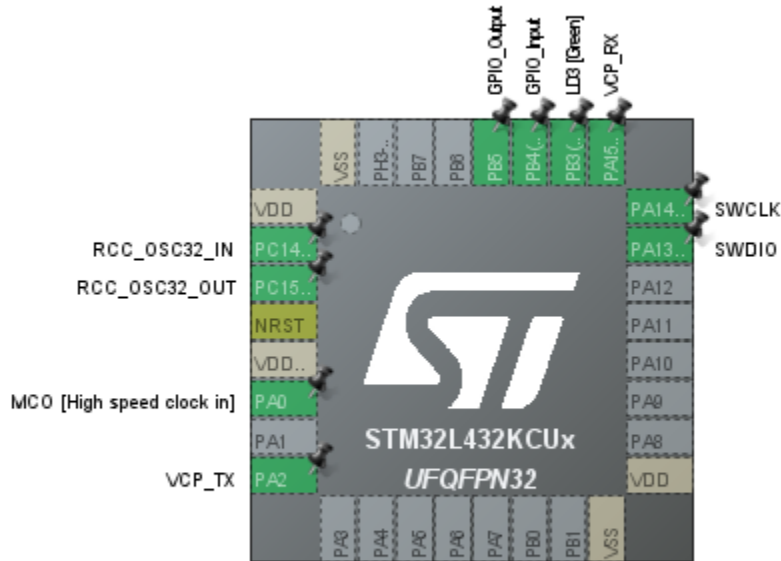 GPIO_Output
GPIO_Input
LD3 [Green]
VCP_RX
VSS
PH3-..
PB7
PB6
PB5
PB4(..
PB3(..
PA15..
VDD
PA14..
SWCLK
RCC_OSC32_IN
PC14..
PA13..
SWDIO
RCC_OSC32_OUT
PC15..
PA12
NRST
PA11
VDD..
PA10
MCO [High speed clock in]
PA0
PA9
PA1
PA8
VCP_TX
PA2
VDD
ST
STM32L432KCUx
UFQFPN32
PA3
PA4
PA5
PA6
PA7
PB0
PB1
VSS